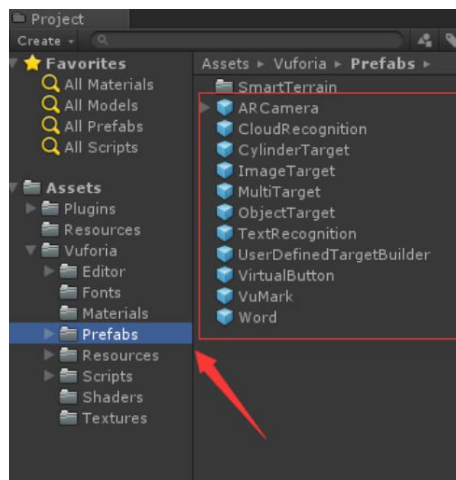 Project
Create
Favorites
All Materials
All Models
All Prefabs
All Scripts
Assets
Plugins
Resources
Vuforia
Editor
Fonts
Materials
Prefabs
Resources
Scripts
Shaders
Textures
Assets Vuforia Prefabs
SmartTerrain
ARCamera
CloudRecognition
CylinderTarget
ImageTarget
MultiTarget
ObjectTarget
TextRecognition
UserDefinedTargetBuilder
VirtualButton
VuMark
Word